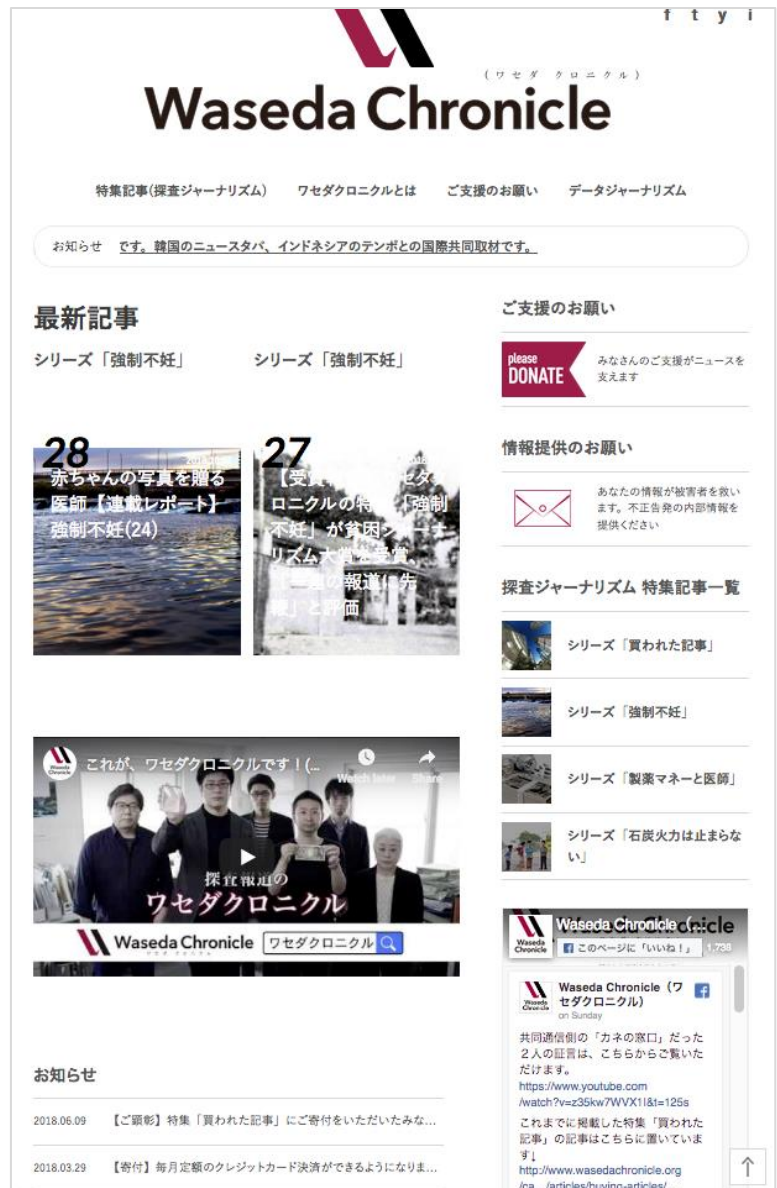 f t y i
(ワセダ クロニクル)
Waseda Chronicle
特集記事(探査ジャーナリズム) ワセダクロニクルとは ご支援のお願い データジャーナリズム
お知らせ です。韓国のニュースタパ、インドネシアのテンポとの国際共同取材です。
最新記事
シリーズ「強制不妊」
28
赤ちゃんの写真を贈る
医師【連載レポート】
強制不妊(24)
シリーズ「強制不妊」
27
ロニクルの特
「強制
不妊」が貧困ジャーナ
リズム大賞を受賞、
の報道に先
鞭」と評価
これが、ワセダクロニクルです！(...
Watch later Share
探査報道の
ワセダクロニクル
Waseda Chronicle ワセダクロニクル
お知らせ
2018.06.09 【ご顕彰】特集「買われた記事」にご寄付をいただいたみな...
2018.03.29 【寄付】毎月定額のクレジットカード決済ができるようになりま...
ご支援のお願い
please
DONATE
みなさんのご支援がニュースを
支えます
情報提供のお願い
あなたの情報が被害者を救い
ます。不正告発の内部情報を
提供ください
探査ジャーナリズム 特集記事一覧
シリーズ「買われた記事」
シリーズ「強制不妊」
シリーズ「製薬マネーと医師」
シリーズ「石炭火力は止まらな
い」
Waseda Chronicle (...
このページに「いいね！」
Waseda Chronicle（ワ
セダクロニクル）
on Sunday
共同通信側の「カネの窓口」だった
２人の証言は、こちらからご覧いた
だけます。
https://www.youtube.com
/watch?v=z35kw7WVX1I&t=125s
これまでに掲載した特集「買われた
記事」の記事はこちらに置いていま
す↓
http://www.wasedachronicle.org
/ca.../articles/buying-articles/...